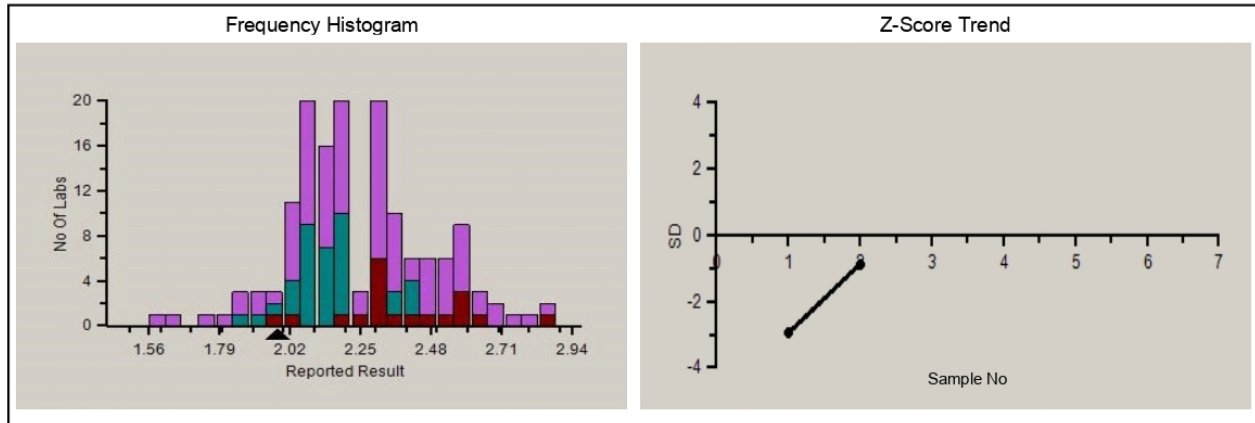 Frequency Histogram
20
16
12
8
4
0
No Of Labs
1.56 1.79 2.02 2.25 2.48 2.71 2.94
Reported Result
Z-Score Trend
4
2
0
-2
-4
SD
0 1 2 3 4 5 6 7
Sample No